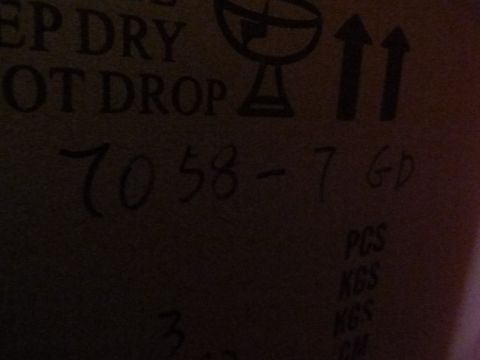 EP DRY
OT DROP
7058-7 GD
PCS
KGS
KGS
3